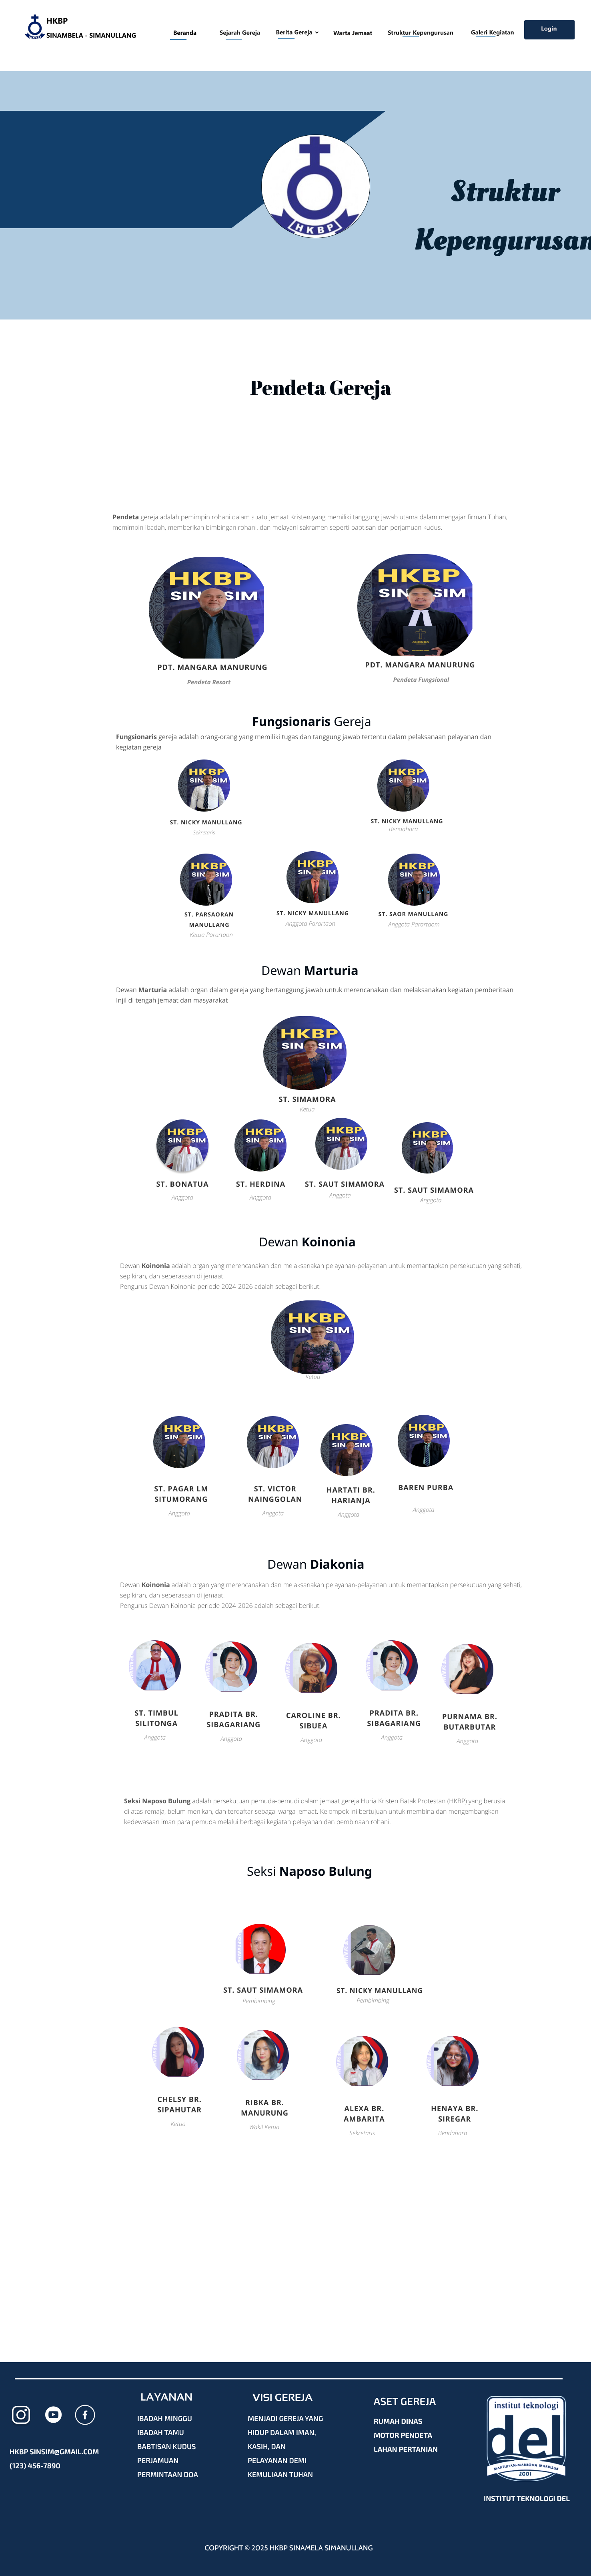 HKBP
SINAMBELA - SIMANULLANG
Beranda
Sejarah Gereja
Berita Gereja
Warta Jemaat
Struktur Kepengurusan
Galeri Kegiatan
Login
HKBP
Struktur
Kepengurusan
Pendeta Gereja
Pendeta gereja adalah pemimpin rohani dalam suatu jemaat Kristen yang memiliki tanggung jawab utama dalam mengajar firman Tuhan,
memimpin ibadah, memberikan bimbingan rohani, dan melayani sakramen seperti baptisan dan perjamuan kudus.
HKBP
HKBP
PDT. MANGARA MANURUNG
PDT. MANGARA MANURUNG
Pendeta Resort
Pendeta Fungsional
Fungsionaris Gereja
Fungsionaris gereja adalah orang-orang yang memiliki tugas dan tanggung jawab tertentu dalam pelaksanaan pelayanan dan
kegiatan gereja
ST. NICKY MANULLANG
ST. NICKY MANULLANG
Sekretaris
Bendahara
ST. PARSAORAN
MANULLANG
ST. NICKY MANULLANG
ST. SAOR MANULLANG
Ketua Parartaon
Anggota Parartaon
Anggota Parartaaon
Dewan Marturia
Dewan Marturia adalah organ dalam gereja yang bertanggung jawab untuk merencanakan dan melaksanakan kegiatan pemberitaan
Injil di tengah jemaat dan masyarakat
ST. SIMAMORA
Ketua
ST. BONATUA
ST. HERDINA
ST. SAUT SIMAMORA
ST. SAUT SIMAMORA
Anggota
Anggota
Anggota
Anggota
Dewan Koinonia
Dewan Koinonia adalah organ yang merencanakan dan melaksanakan pelayanan-pelayanan untuk memantapkan persekutuan yang sehati,
sepikiran, dan seperasaan di jemaat.
Pengurus Dewan Koinonia periode 2024-2026 adalah sebagai berikut:
Ketua
ST. PAGAR LM
SITUMORANG
ST. VICTOR
NAINGGOLAN
HARTATI BR.
HARIANJA
BAREN PURBA
Anggota
Anggota
Anggota
Anggota
Dewan Diakonia
Dewan Koinonia adalah organ yang merencanakan dan melaksanakan pelayanan-pelayanan untuk memantapkan persekutuan yang sehati,
sepikiran, dan seperasaan di jemaat.
Pengurus Dewan Koinonia periode 2024-2026 adalah sebagai berikut:
ST. TIMBUL
SILITONGA
PRADITA BR.
SIBAGARIANG
CAROLINE BR.
SIBUEA
PRADITA BR.
SIBAGARIANG
PURNAMA BR.
BUTARBUTAR
Anggota
Anggota
Anggota
Anggota
Anggota
Seksi Naposo Bulung adalah persekutuan pemuda-pemudi dalam jemaat gereja Huria Kristen Batak Protestan (HKBP) yang berusia
di atas remaja, belum menikah, dan terdaftar sebagai warga jemaat. Kelompok ini bertujuan untuk membina dan mengembangkan
kedewasaan iman para pemuda melalui berbagai kegiatan pelayanan dan pembinaan rohani.
Seksi Naposo Bulung
ST. SAUT SIMAMORA
ST. NICKY MANULLANG
Pembimbing
Pembimbing
CHELSY BR.
SIPAHUTAR
RIBKA BR.
MANURUNG
ALEXA BR.
AMBARITA
HENAYA BR.
SIREGAR
Ketua
Wakil Ketua
Sekretaris
Bendahara
HKBP SINSIM@GMAIL.COM
(123) 456-7890
LAYANAN
IBADAH MINGGU
IBADAH TAMU
BABTISAN KUDUS
PERJAMUAN
PERMINTAAN DOA
VISI GEREJA
MENJADI GEREJA YANG
HIDUP DALAM IMAN,
KASIH, DAN
PELAYANAN DEMI
KEMULIAAN TUHAN
ASET GEREJA
RUMAH DINAS
MOTOR PENDETA
LAHAN PERTANIAN
institut teknologi
del
2001
INSTITUT TEKNOLOGI DEL
COPYRIGHT © 2025 HKBP SINAMELA SIMANULLANG